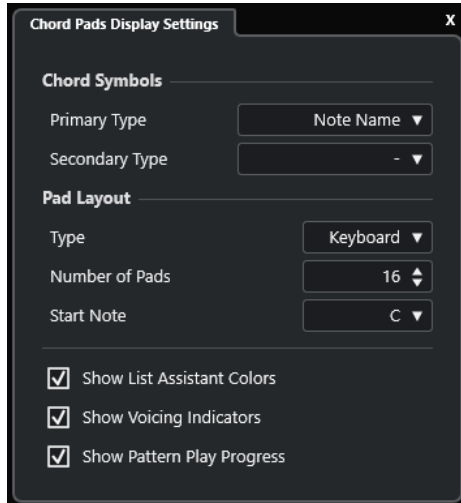 Chord Pads Display Settings X
Chord Symbols
Primary Type Note Name
Secondary Type -
Pad Layout
Type Keyboard
Number of Pads 16
Start Note C
Show List Assistant Colors
Show Voicing Indicators
Show Pattern Play Progress